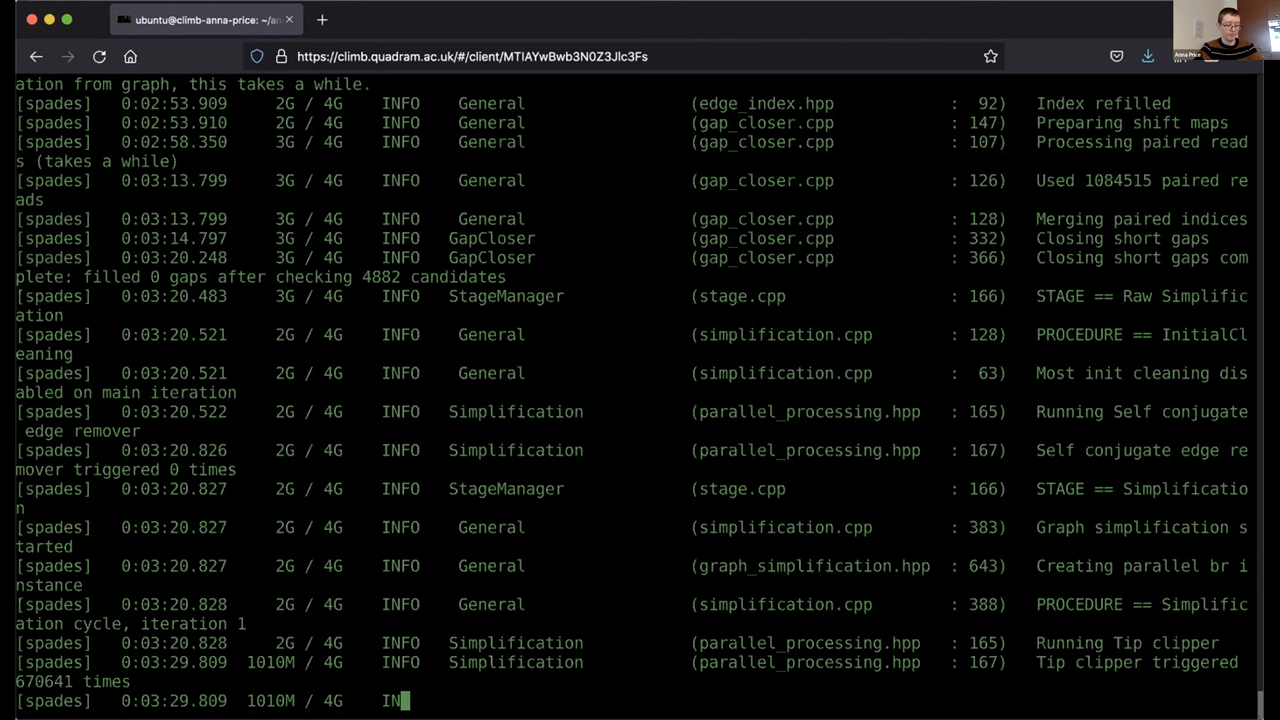 ubuntu@climb-anna-price: ~/an
https://climb.quadram.ac.uk/#/client/MTIAYwBwb3N0Z3Jlc3Fs
Anna Price
ation from graph, this takes a while.
[spades]   0:02:53.909     2G / 4G    INFO    General                 (edge_index.hpp            :  92)   Index refilled
[spades]   0:02:53.910     2G / 4G    INFO    General                 (gap_closer.cpp            : 147)   Preparing shift maps
[spades]   0:02:58.350     3G / 4G    INFO    General                 (gap_closer.cpp            : 107)   Processing paired read
s (takes a while)
[spades]   0:03:13.799     3G / 4G    INFO    General                 (gap_closer.cpp            : 126)   Used 1084515 paired re
ads
[spades]   0:03:13.799     3G / 4G    INFO    General                 (gap_closer.cpp            : 128)   Merging paired indices
[spades]   0:03:14.797     3G / 4G    INFO   GapCloser                (gap_closer.cpp            : 332)   Closing short gaps
[spades]   0:03:20.248     3G / 4G    INFO   GapCloser                (gap_closer.cpp            : 366)   Closing short gaps com
plete: filled 0 gaps after checking 4882 candidates
[spades]   0:03:20.483     3G / 4G    INFO   StageManager             (stage.cpp                 : 166)   STAGE == Raw Simplific
ation
[spades]   0:03:20.521     2G / 4G    INFO    General                 (simplification.cpp        : 128)   PROCEDURE == InitialCl
eaning
[spades]   0:03:20.521     2G / 4G    INFO    General                 (simplification.cpp        :  63)   Most init cleaning dis
abled on main iteration
[spades]   0:03:20.522     2G / 4G    INFO   Simplification           (parallel_processing.hpp   : 165)   Running Self conjugate
 edge remover
[spades]   0:03:20.826     2G / 4G    INFO   Simplification           (parallel_processing.hpp   : 167)   Self conjugate edge re
mover triggered 0 times
[spades]   0:03:20.827     2G / 4G    INFO   StageManager             (stage.cpp                 : 166)   STAGE == Simplificatio
n
[spades]   0:03:20.827     2G / 4G    INFO    General                 (simplification.cpp        : 383)   Graph simplification s
tarted
[spades]   0:03:20.827     2G / 4G    INFO    General                 (graph_simplification.hpp  : 643)   Creating parallel br i
nstance
[spades]   0:03:20.828     2G / 4G    INFO    General                 (simplification.cpp        : 388)   PROCEDURE == Simplific
ation cycle, iteration 1
[spades]   0:03:20.828     2G / 4G    INFO   Simplification           (parallel_processing.hpp   : 165)   Running Tip clipper
[spades]   0:03:29.809  1010M / 4G    INFO   Simplification           (parallel_processing.hpp   : 167)   Tip clipper triggered
670641 times
[spades]   0:03:29.809  1010M / 4G    IN